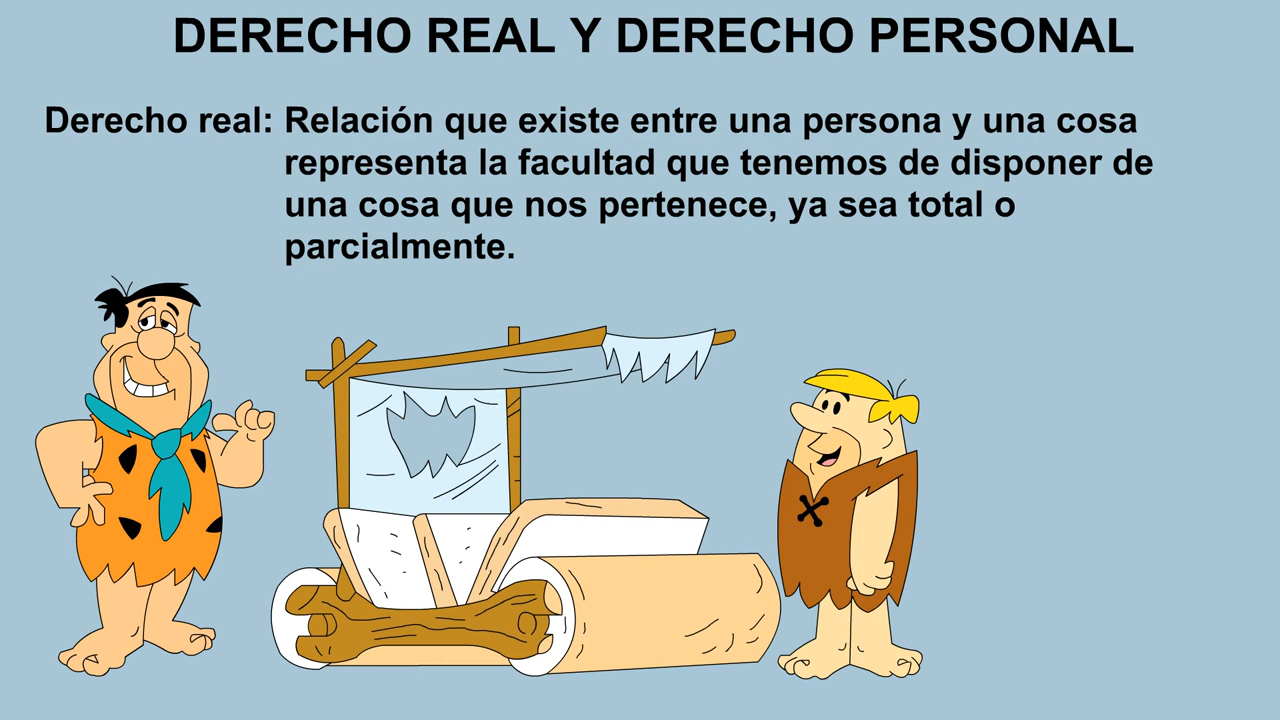 DERECHO REAL Y DERECHO PERSONAL
Derecho real: Relación que existe entre una persona y una cosa
representa la facultad que tenemos de disponer de
una cosa que nos pertenece, ya sea total o
parcialmente.